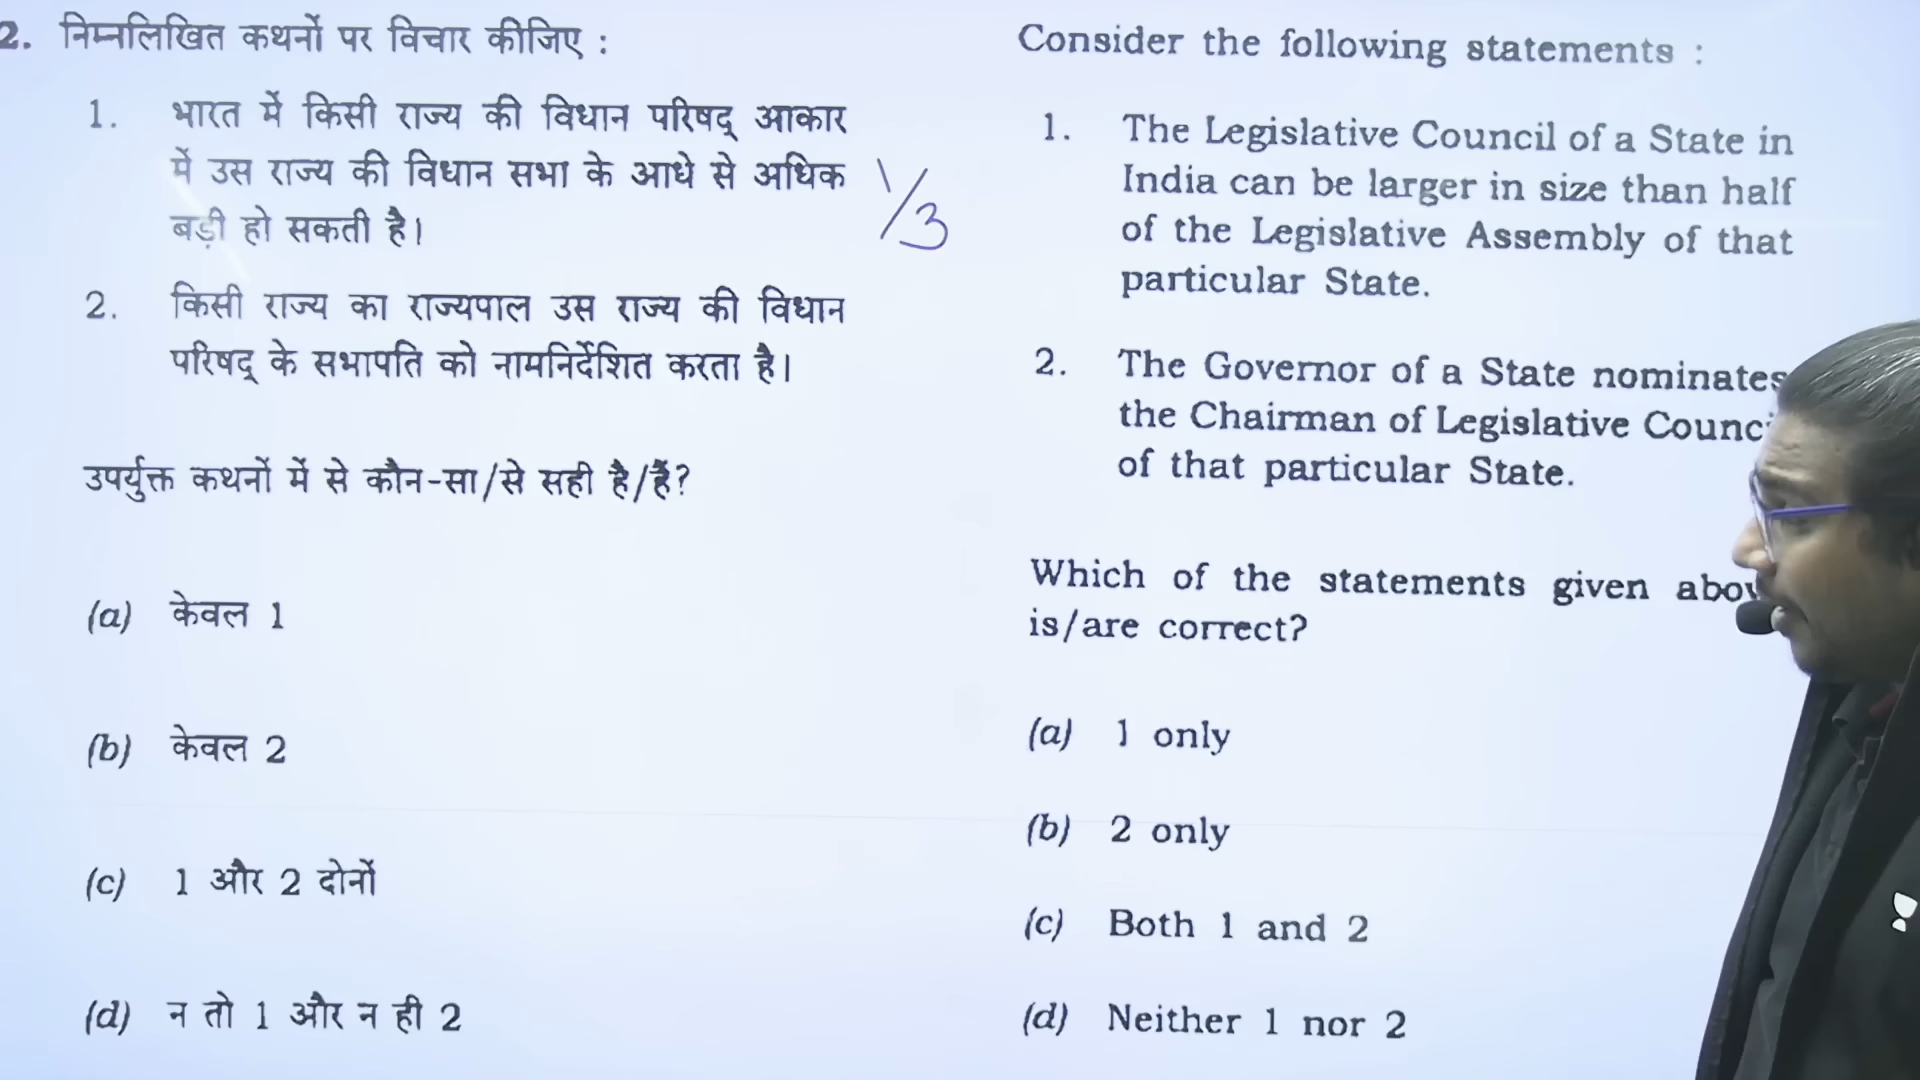 2. निम्नलिखित कथनों पर विचार कीजिए :
1. भारत में किसी राज्य की विधान परिषद् आकार
में उस राज्य की विधान सभा के आधे से अधिक
बड़ी हो सकती है।
1/3
2. किसी राज्य का राज्यपाल उस राज्य की विधान
परिषद् के सभापति को नामनिर्देशित करता है।
उपर्युक्त कथनों में से कौन-सा/से सही है/हैं?
(a) केवल 1
(b) केवल 2
(c) 1 और 2 दोनों
(d) न तो 1 और न ही 2
Consider the following statements :
1. The Legislative Council of a State in
India can be larger in size than half
of the Legislative Assembly of that
particular State.
2. The Governor of a State nominates
the Chairman of Legislative Counc
of that particular State.
Which of the statements given abov
is/are correct?
(a) 1 only
(b) 2 only
(c) Both 1 and 2
(d) Neither 1 nor 2